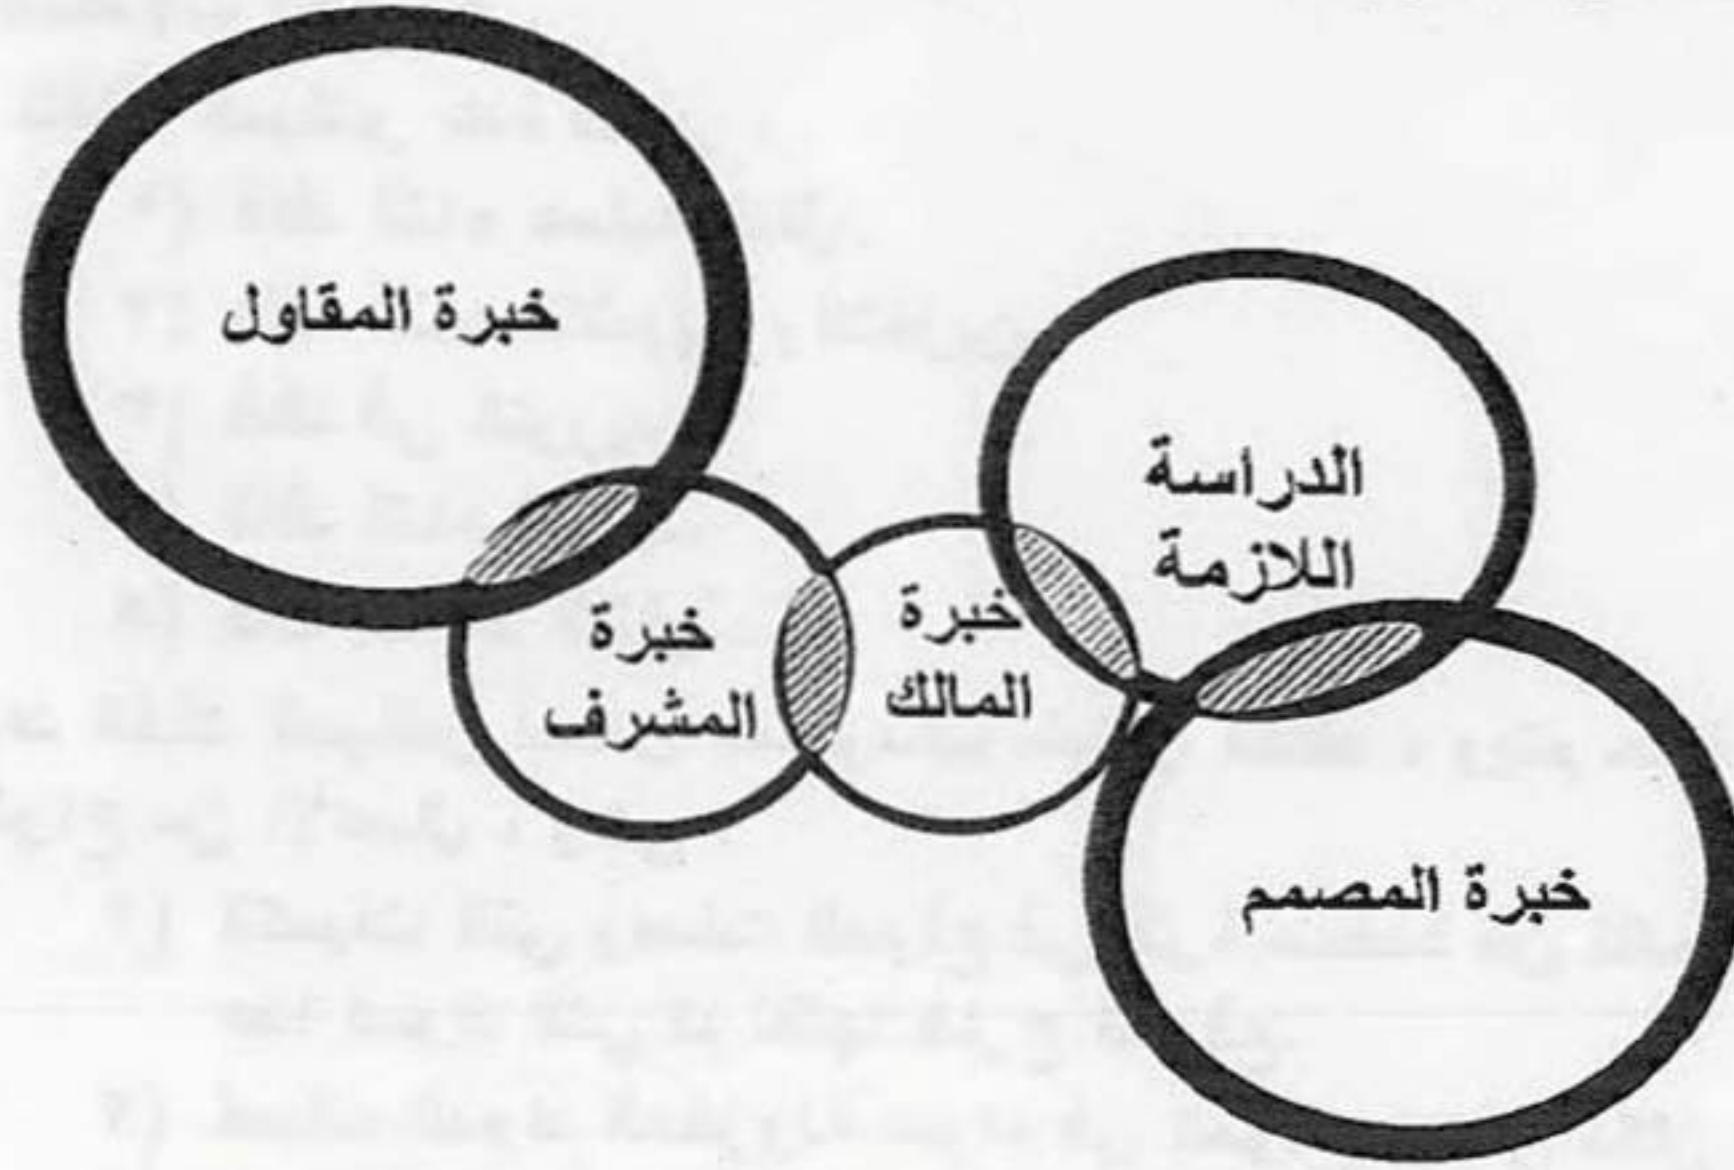 خبرة المقاول
الدراسة
اللازمة
خبرة
المالك
خبرة
المشرف
خبرة المصمم